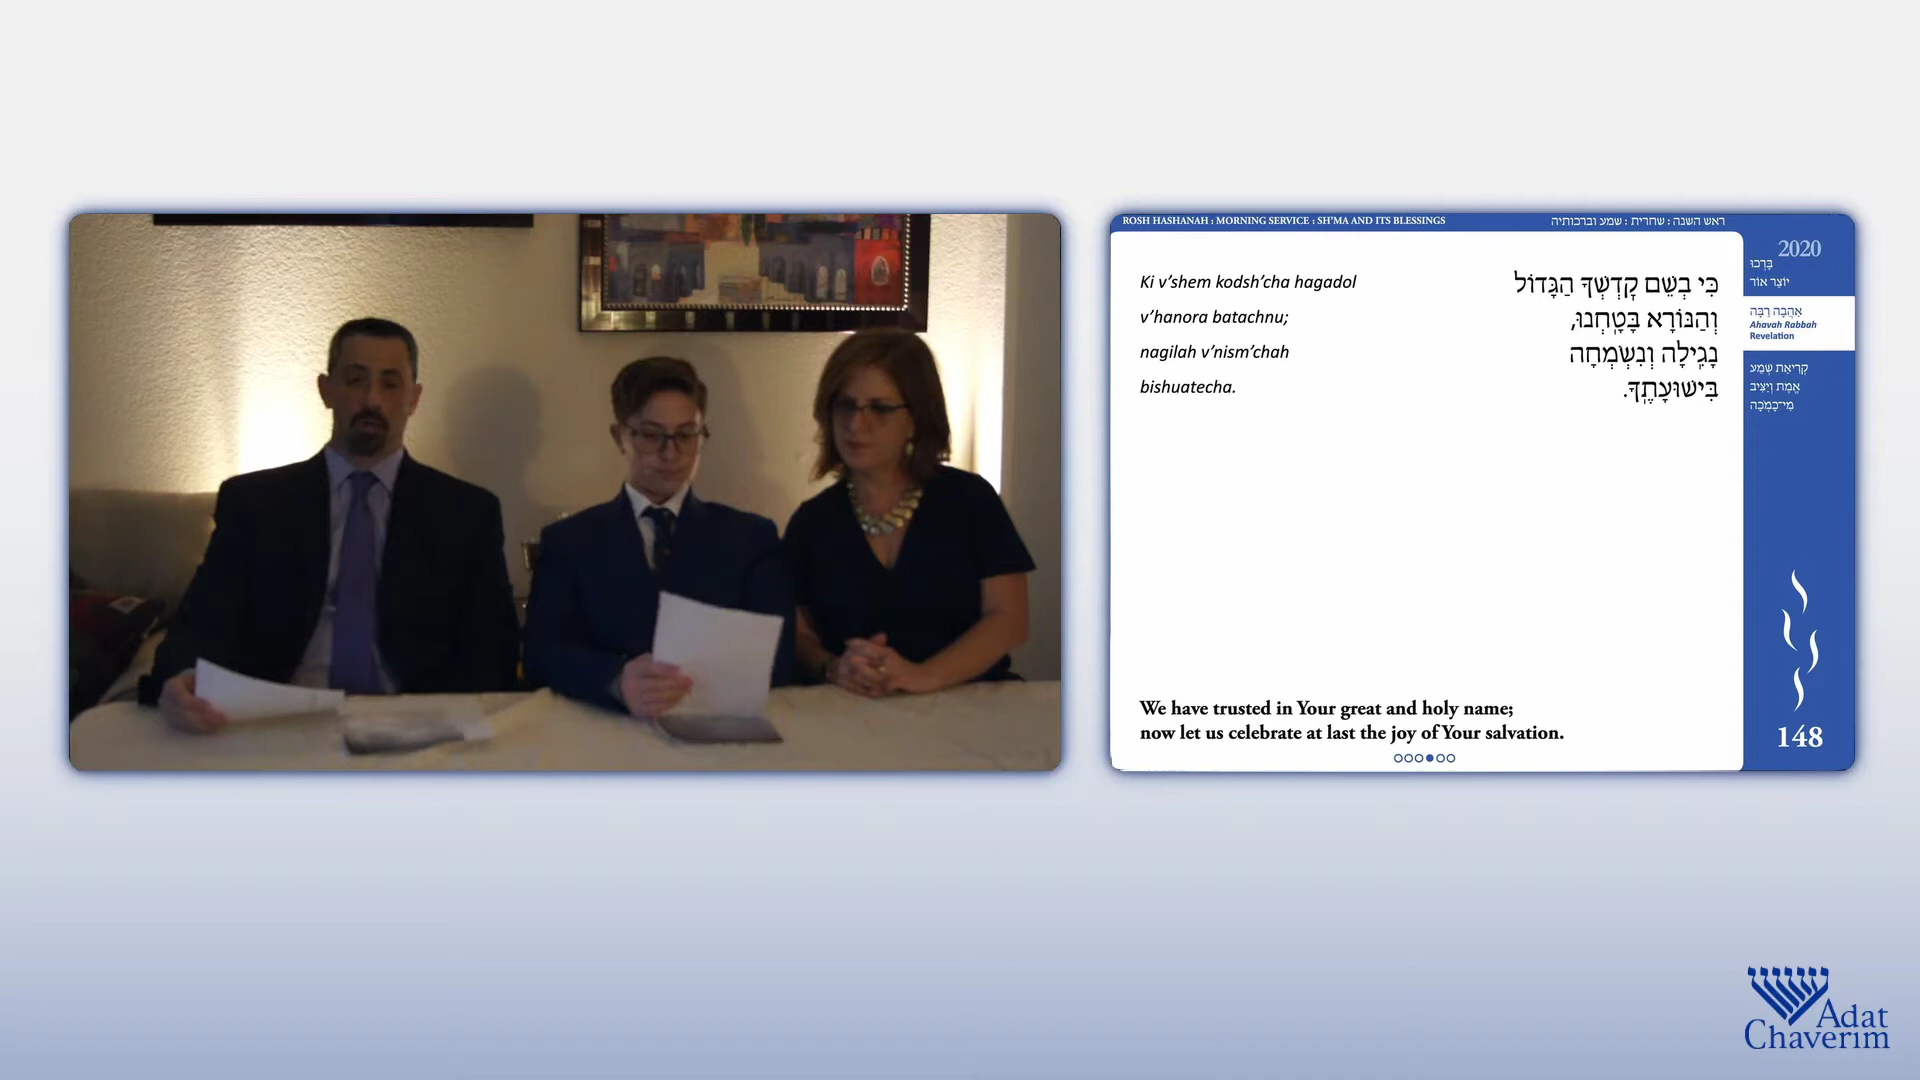 ROSH HASHANAH : MORNING SERVICE : SH'MA AND ITS BLESSINGS
ראש השנה : שחרית : שמע וברכותיה
Ki v’shem kodsh’cha hagadol
v’hanora batachnu;
nagilah v’nism’chah
bishuatecha.
כִּי בְשֵׁם קָדְשְׁךָ הַגָּדוֹל
וְהַנּוֹרָא בָּטָֽחְנוּ,
נָגִֽילָה וְנִשְׂמְחָה
בִּישׁוּעָתֶֽךָ.
We have trusted in Your great and holy name;
now let us celebrate at last the joy of Your salvation.
2020
בָּרְכוּ
יוֹצֵר אוֹר
אַהֲבָה רַבָּה
Ahavah Rabbah
Revelation
קְרִיאַת שְׁמַע
אֱמֶת וְיַצִּיב
מִי־כָמֹֽכָה
148
Adat
Chaverim